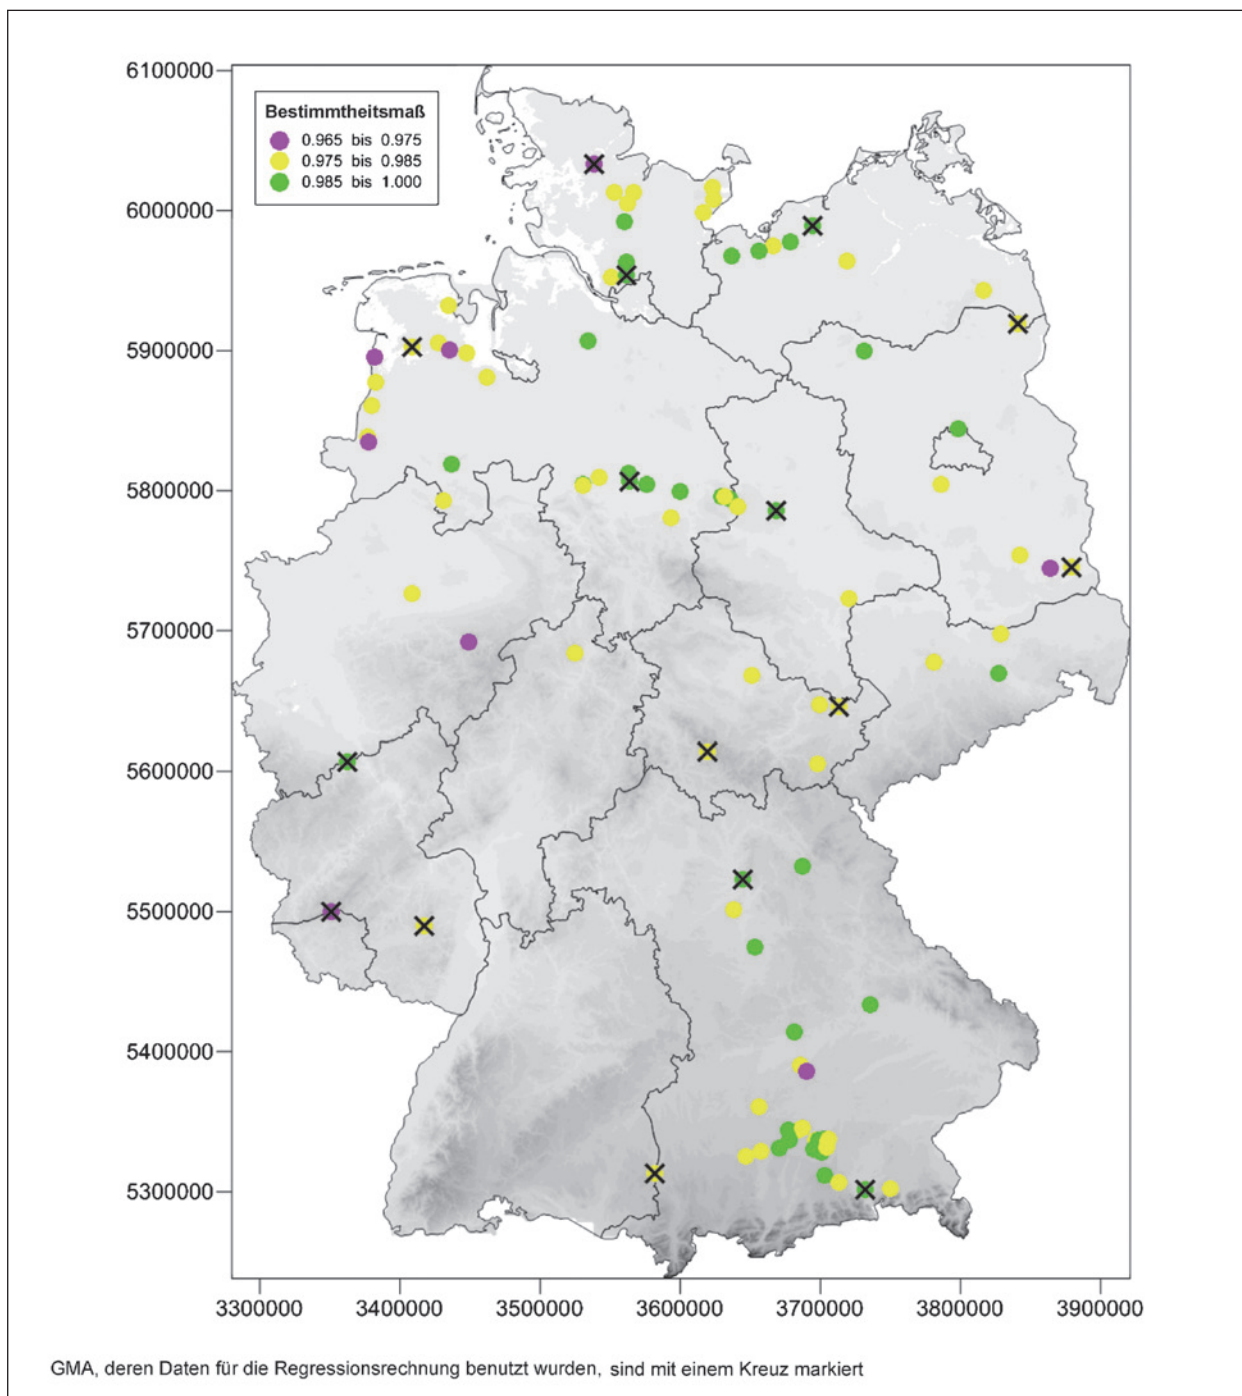 Bestimmtheitsmaß
0.965 bis 0.975
0.975 bis 0.985
0.985 bis 1.000
6100000
6000000
5900000
5800000
5700000
5600000
5500000
5400000
5300000
3300000 3400000 3500000 3600000 3700000 3800000 3900000
GMA, deren Daten für die Regressionsrechnung benutzt wurden, sind mit einem Kreuz markiert